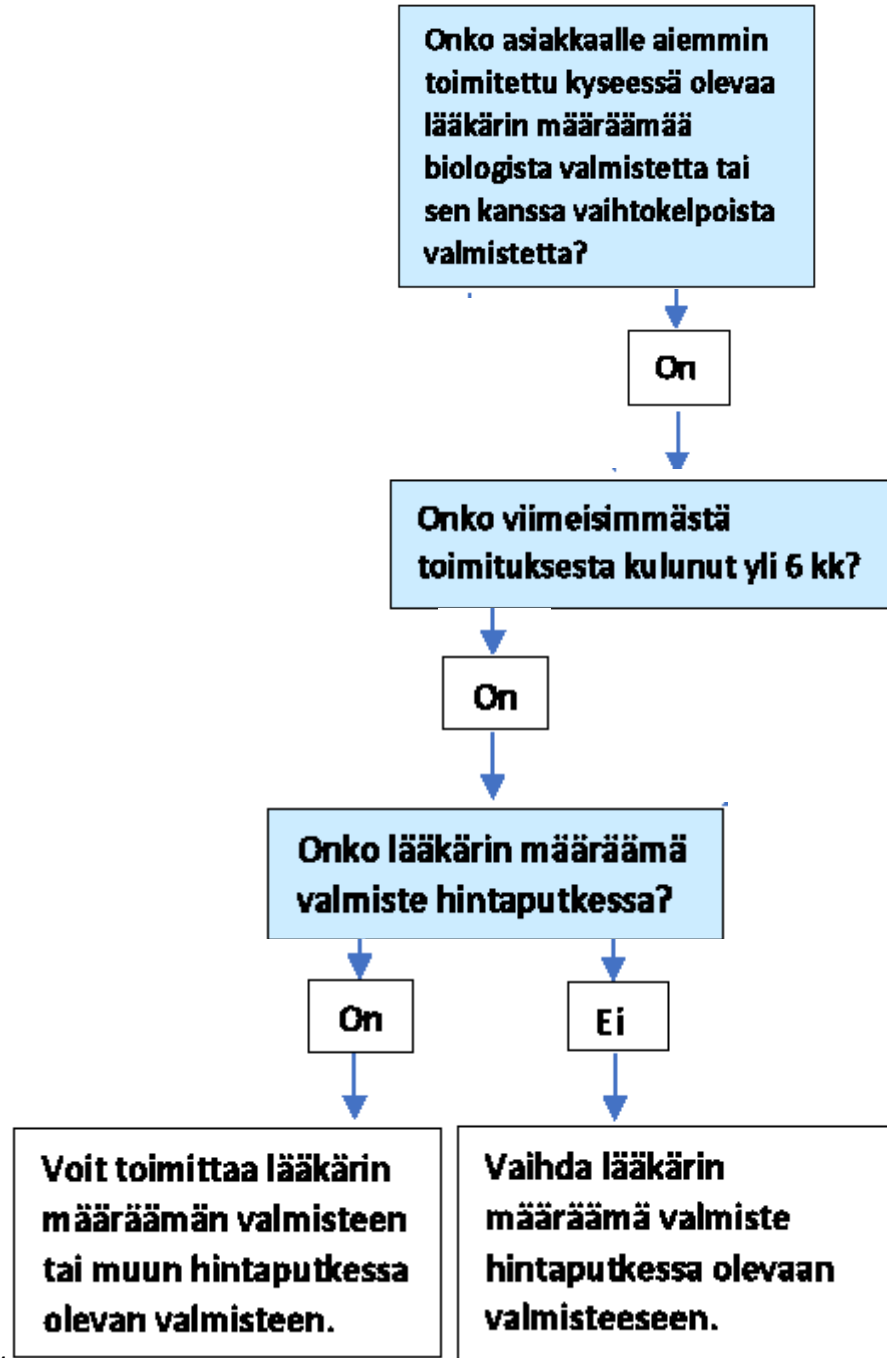 Onko asiakkaalle aiemmin
toimitettu kyseessä olevaa
lääkärin määräämää
biologista valmistetta tai
sen kanssa vaihtokelpoista
valmistetta?
On
Onko viimeisimmästä
toimituksesta kulunut yli 6 kk?
On
Onko lääkärin määräämä
valmiste hintaputkessa?
On
Ei
Voit toimittaa lääkärin
määräämän valmisteen
tai muun hintaputkessa
olevan valmisteen.
Vaihda lääkärin
määräämä valmiste
hintaputkessa olevaan
valmisteeseen.